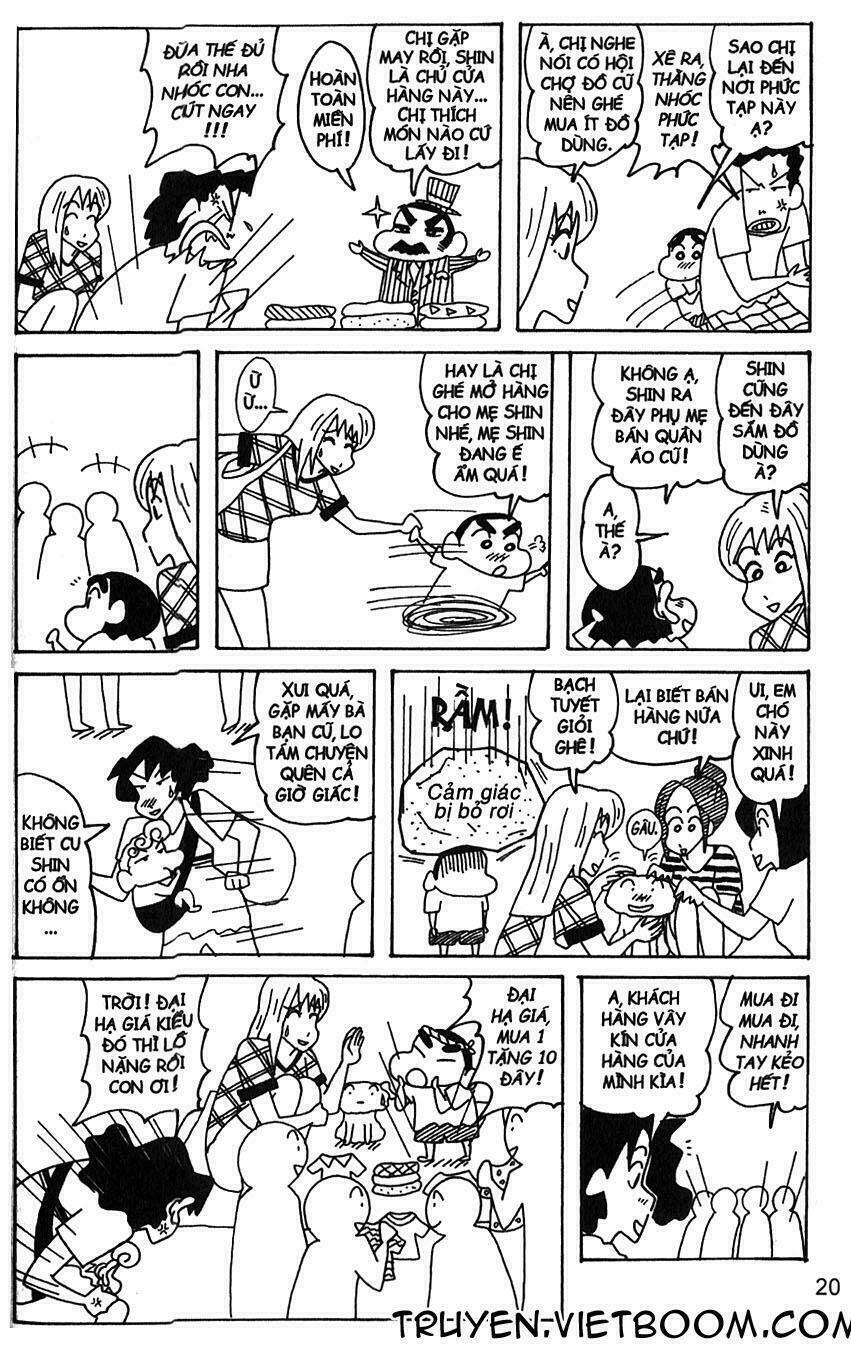 SAO CHỊ
LẠI ĐẾN
NƠI PHỨC
TẠP NÀY
Ạ?
XÊ RA,
THẰNG
NHÓC
PHỨC
TẠP!
À, CHỊ NGHE
NÓI CÓ HỘI
CHỢ ĐỒ CŨ
NÊN GHÉ
MUA ÍT ĐỒ
DÙNG.
CHỊ GẶP
MAY RỒI, SHIN
LÀ CHỦ CỬA
HÀNG NÀY...
CHỊ THÍCH
MÓN NÀO CỨ
LẤY ĐI!
HOÀN
TOÀN
MIỄN
PHÍ!
ĐÙA THẾ ĐỦ
RỒI NHA
NHÓC CON...
CÚT NGAY
!!!
SHIN
CŨNG
ĐẾN ĐÂY
SẮM ĐỒ
DÙNG
À?
KHÔNG Ạ,
SHIN RA
ĐÂY PHỤ MẸ
BÁN QUẦN
ÁO CŨ!
A,
THẾ
À?
HAY LÀ CHỊ
GHÉ MỞ HÀNG
CHO MẸ SHIN
NHÉ, MẸ SHIN
ĐANG Ế
ẨM QUÁ!
Ừ
Ừ...
UI, EM
CHÓ
NÀY
XINH
QUÁ!
LẠI BIẾT BÁN
HÀNG NỮA
CHỨ!
BẠCH
TUYẾT
GIỎI
GHÊ!
GÂU.
RẦM!
Cảm giác
bị bỏ rơi
XUI QUÁ,
GẶP MẤY BÀ
BẠN CŨ, LO
TÁM CHUYỆN
QUÊN CẢ
GIỜ GIẤC!
KHÔNG
BIẾT CU
SHIN
CÓ ỔN
KHÔNG
...
MUA ĐI
MUA ĐI,
NHANH
TAY KẺO
HẾT!
A, KHÁCH
HÀNG VÂY
KÍN CỬA
HÀNG CỦA
MÌNH KÌA!
ĐẠI
HẠ GIÁ,
MUA 1
TẶNG 10
ĐÂY!
TRỜI! ĐẠI
HẠ GIÁ KIỂU
ĐÓ THÌ LỖ
NẶNG RỒI
CON ƠI!
20
TRUYEN.VIETBOOM.COM